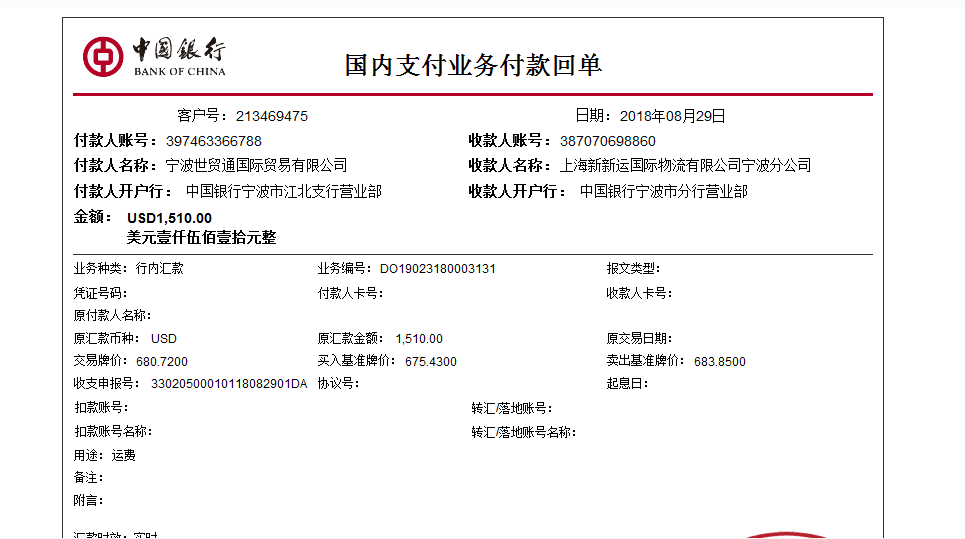 中国银行
BANK OF CHINA
国内支付业务付款回单
客户号：213469475 日期：2018年08月29日
付款人账号：397463366788 收款人账号：387070698860
付款人名称：宁波世贸通国际贸易有限公司 收款人名称：上海新新运国际物流有限公司宁波分公司
付款人开户行： 中国银行宁波市江北支行营业部 收款人开户行： 中国银行宁波市分行营业部
金额： USD1,510.00
美元壹仟伍佰壹拾元整
业务种类：行内汇款 业务编号：DO19023180003131 报文类型：
凭证号码： 付款人卡号： 收款人卡号：
原付款人名称：
原汇款币种： USD 原汇款金额： 1,510.00 原交易日期：
交易牌价：680.7200 买入基准牌价：675.4300 卖出基准牌价：683.8500
收支申报号： 33020500010118082901DA 协议号： 起息日：
扣款账号： 转汇/落地账号：
扣款账号名称： 转汇/落地账号名称：
用途：运费
备注：
附言：
汇款时效：实时